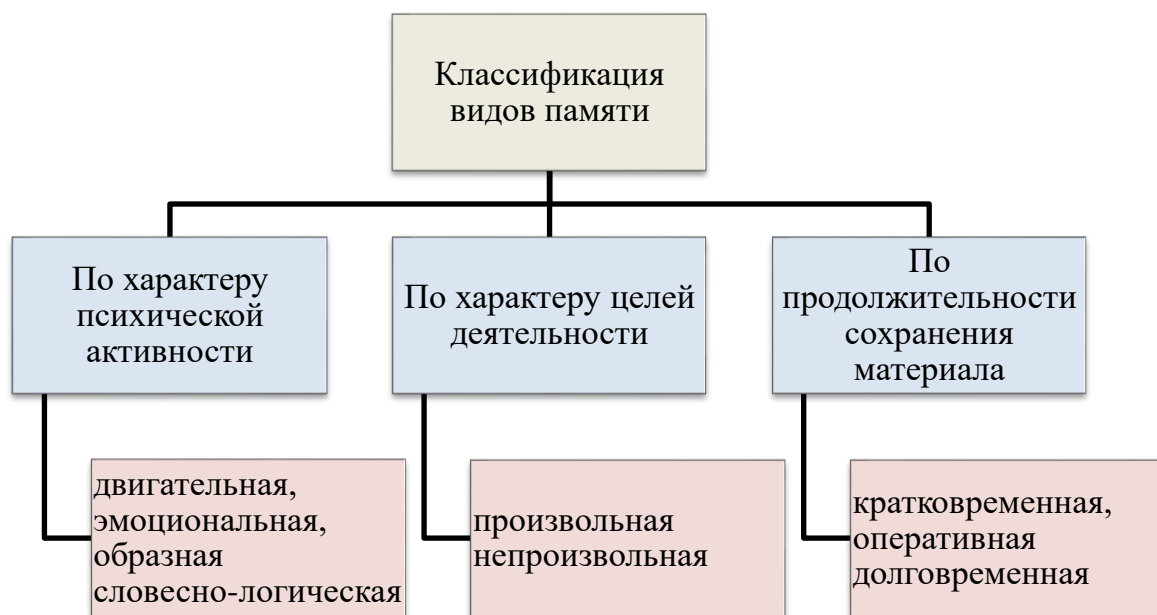 Классификация
видов памяти
По характеру
психической
активности
По характеру целей
деятельности
По
продолжительности
сохранения
материала
двигательная,
эмоциональная,
образная
словесно-логическая
произвольная
непроизвольная
кратковременная,
оперативная
долговременная